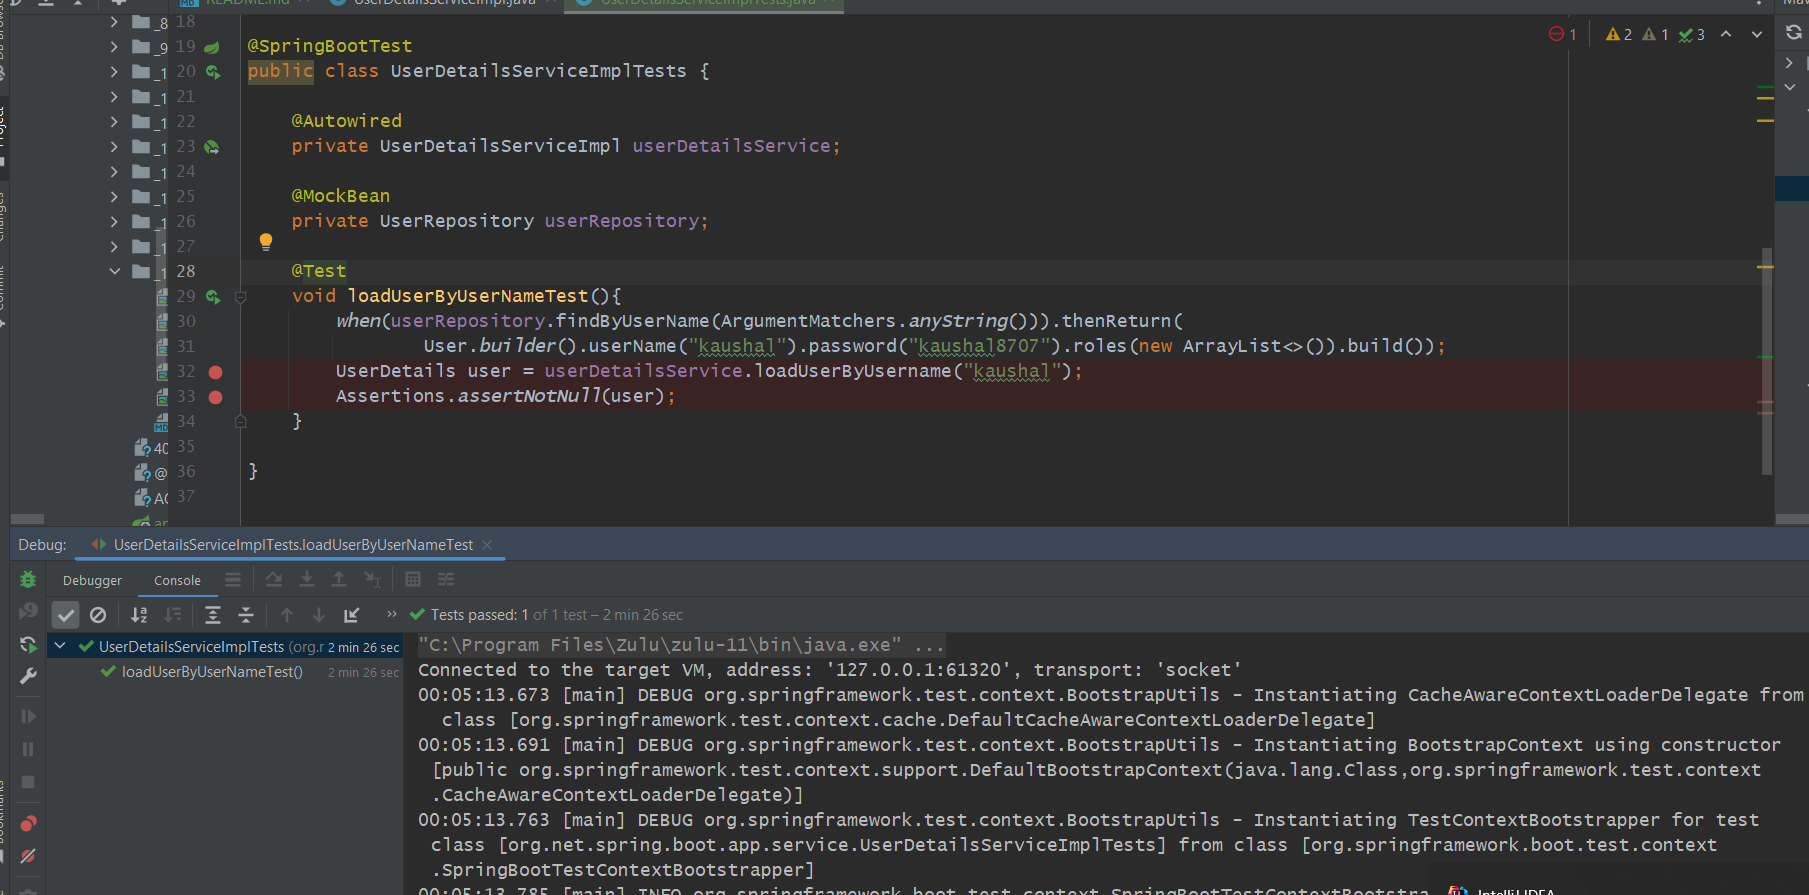 README.md UserDetailsServiceImpl.java UserDetailsServiceImplTests.java
18
19 @SpringBootTest
20 public class UserDetailsServiceImplTests {
21
22 @Autowired
23 private UserDetailsServiceImpl userDetailsService;
24
25 @MockBean
26 private UserRepository userRepository;
27
28 @Test
29 void loadUserByUserNameTest(){
30 when(userRepository.findByUserName(ArgumentMatchers.anyString())).thenReturn(
31 User.builder().userName("kaushal").password("kaushal8707").roles(new ArrayList<>()).build());
32 UserDetails user = userDetailsService.loadUserByUsername("kaushal");
33 Assertions.assertNotNull(user);
34 }
35
36 }
37
1 2 1 3
_8
_9
_1
_1
_1
_1
_1
_1
_1
_1
_1
40
@
Project
Debug: UserDetailsServiceImplTests.loadUserByUserNameTest
Debugger Console
Tests passed: 1 of 1 test – 2 min 26 sec
UserDetailsServiceImplTests (org.r 2 min 26 sec
loadUserByUserNameTest() 2 min 26 sec
"C:\Program Files\Zulu\zulu-11\bin\java.exe" ...
Connected to the target VM, address: '127.0.0.1:61320', transport: 'socket'
00:05:13.673 [main] DEBUG org.springframework.test.context.BootstrapUtils - Instantiating CacheAwareContextLoaderDelegate from
class [org.springframework.test.context.cache.DefaultCacheAwareContextLoaderDelegate]
00:05:13.691 [main] DEBUG org.springframework.test.context.BootstrapUtils - Instantiating BootstrapContext using constructor
[public org.springframework.test.context.support.DefaultBootstrapContext(java.lang.Class,org.springframework.test.context
.CacheAwareContextLoaderDelegate)]
00:05:13.763 [main] DEBUG org.springframework.test.context.BootstrapUtils - Instantiating TestContextBootstrapper for test
class [org.net.spring.boot.app.service.UserDetailsServiceImplTests] from class [org.springframework.boot.test.context
.SpringBootTestContextBootstrapper]
00:05:13.785 [main] INFO org.springframework.boot.test.context.SpringBootTestContextBootstra
IntelliJ IDEA